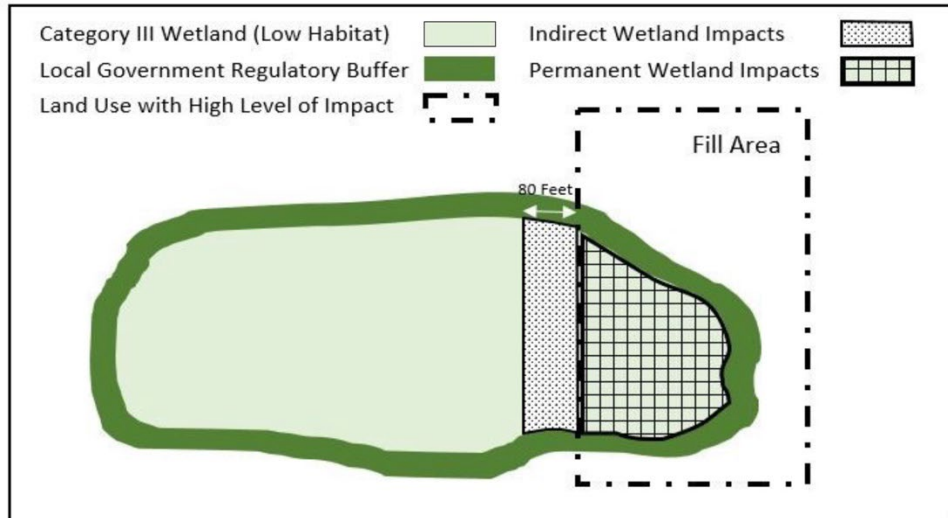 Category III Wetland (Low Habitat)
Indirect Wetland Impacts
Local Government Regulatory Buffer
Permanent Wetland Impacts
Land Use with High Level of Impact
Fill Area
80 Feet